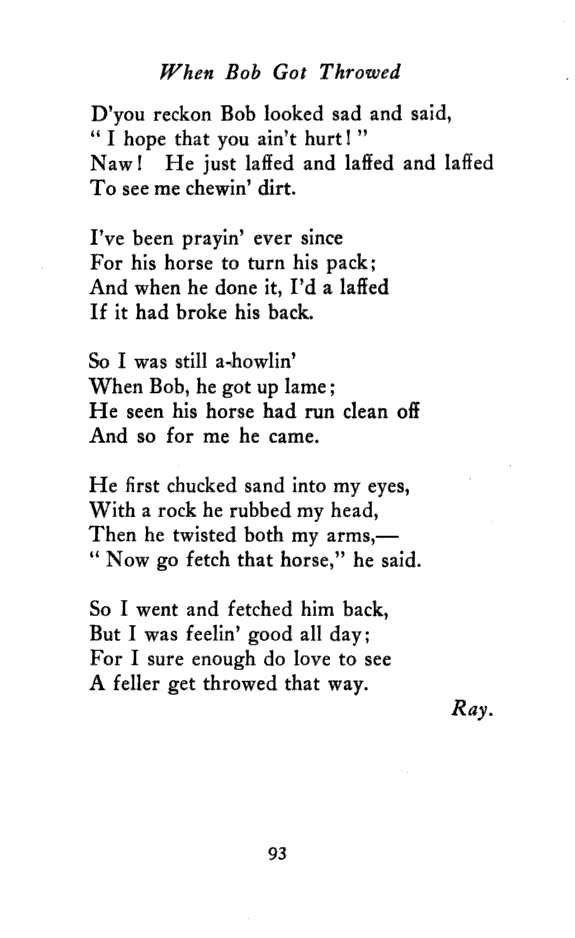 When Bob Got Throwed
D'you reckon Bob looked sad and said,
“ I hope that you ain't hurt! ”
Naw! He just laffed and laffed and laffed
To see me chewin' dirt.
I've been prayin' ever since
For his horse to turn his pack;
And when he done it, I'd a laffed
If it had broke his back.
So I was still a-howlin'
When Bob, he got up lame;
He seen his horse had run clean off
And so for me he came.
He first chucked sand into my eyes,
With a rock he rubbed my head,
Then he twisted both my arms,—
“ Now go fetch that horse,” he said.
So I went and fetched him back,
But I was feelin' good all day;
For I sure enough do love to see
A feller get throwed that way.
Ray.
93